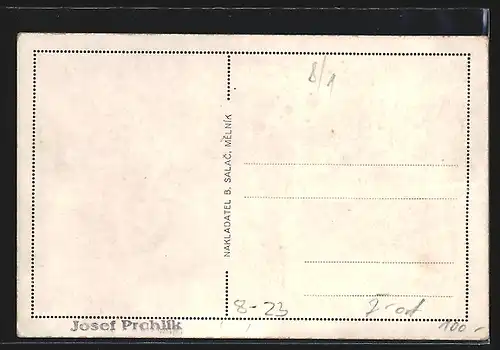 8/1
NAKLADATEL B. SALAČ, MĚLNÍK
8-23
100.-
Josef Prchlík